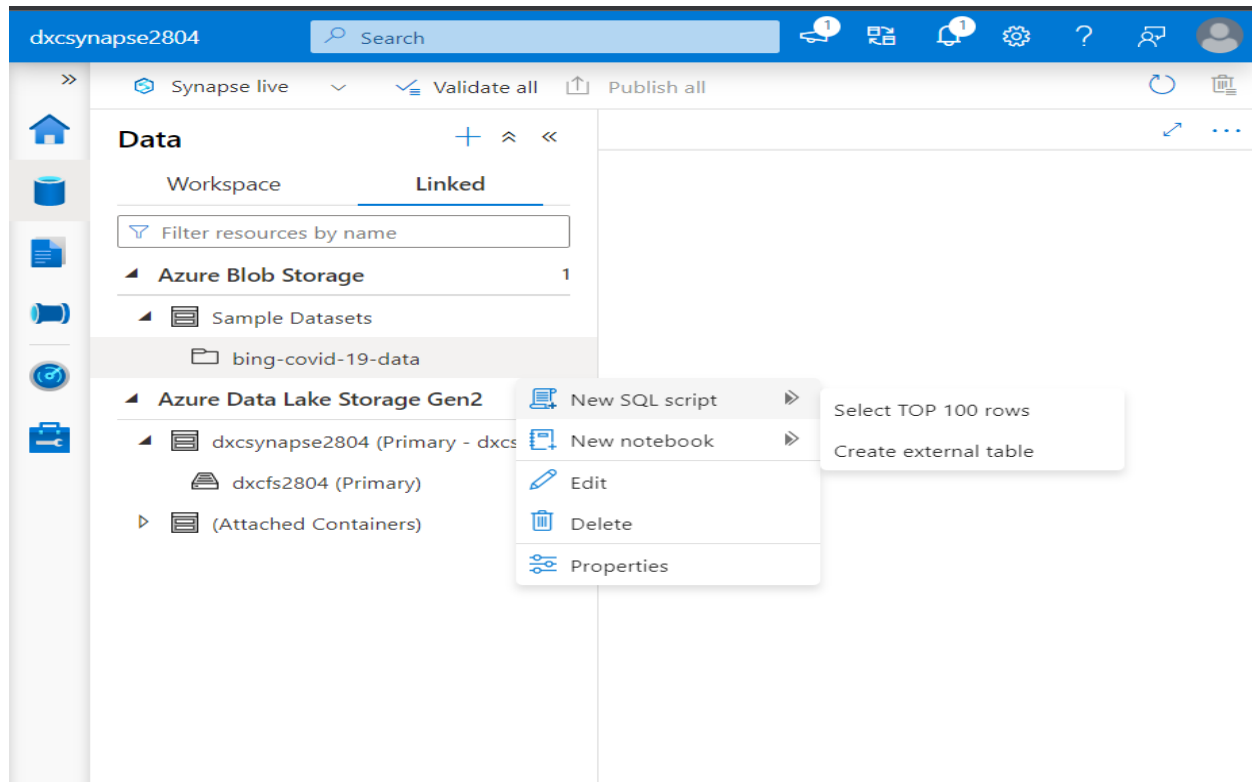 dxcsynapse2804
Search
1
1
?
Synapse live
Validate all
Publish all
Data
Workspace
Linked
Filter resources by name
Azure Blob Storage
1
Sample Datasets
bing-covid-19-data
Azure Data Lake Storage Gen2
dxcsynapse2804 (Primary - dxcs
dxcfs2804 (Primary)
(Attached Containers)
New SQL script
New notebook
Edit
Delete
Properties
Select TOP 100 rows
Create external table